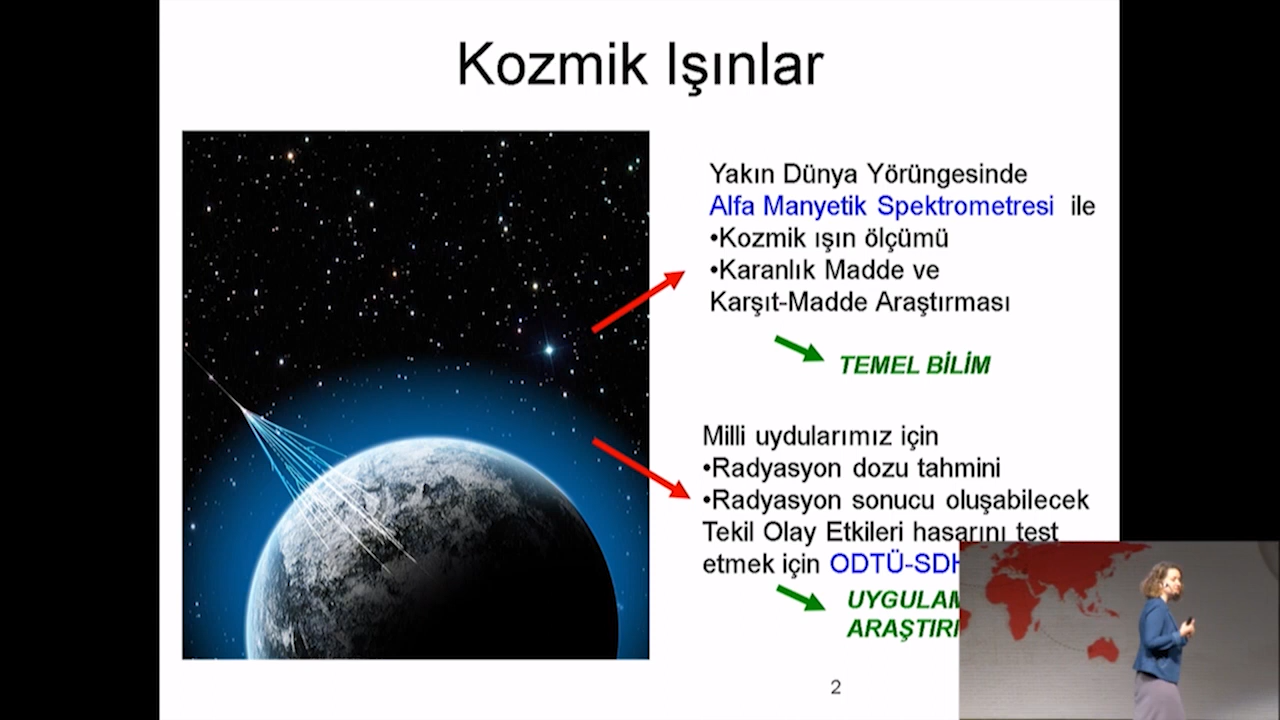 Kozmik Işınlar
Yakın Dünya Yörüngesinde
Alfa Manyetik Spektrometresi ile
•Kozmik ışın ölçümü
•Karanlık Madde ve
Karşıt-Madde Araştırması
TEMEL BİLİM
Milli uydularımız için
•Radyasyon dozu tahmini
•Radyasyon sonucu oluşabilecek
Tekil Olay Etkileri hasarını test
etmek için
2